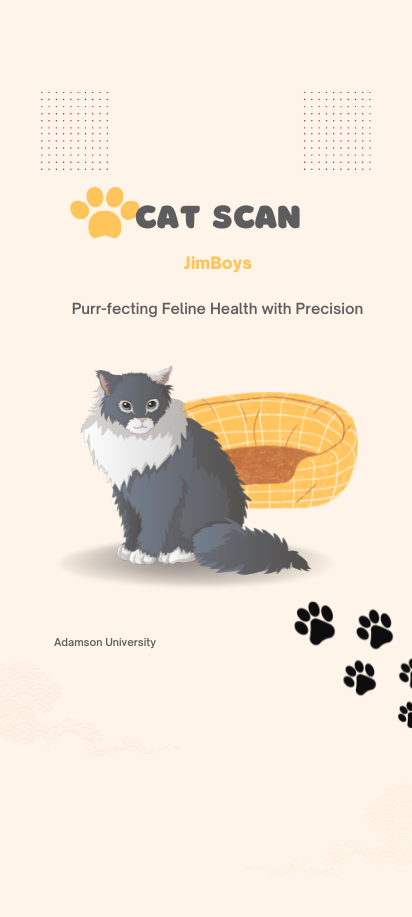 CAT SCAN
JimBoys
Purr-fecting Feline Health with Precision
Adamson University